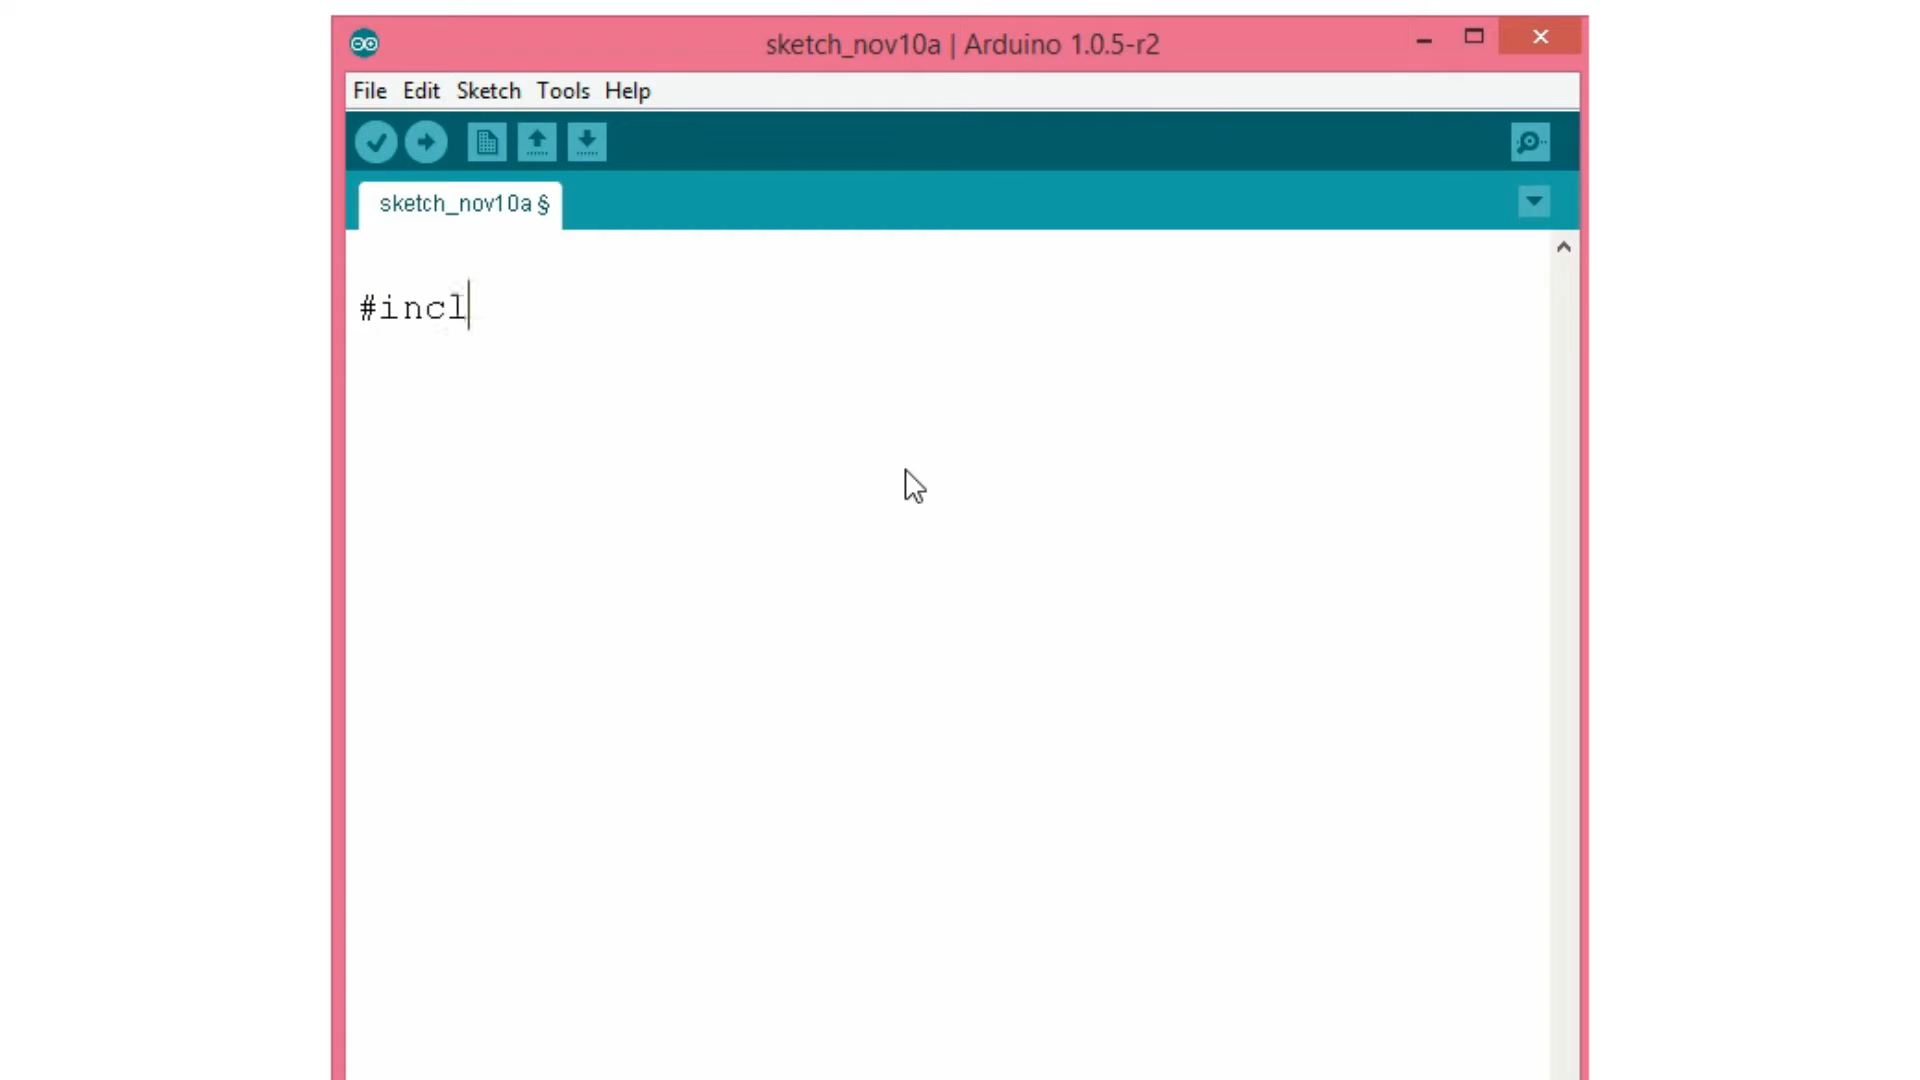 sketch_nov10a | Arduino 1.0.5-r2
File Edit Sketch Tools Help
sketch_nov10a §
#incl